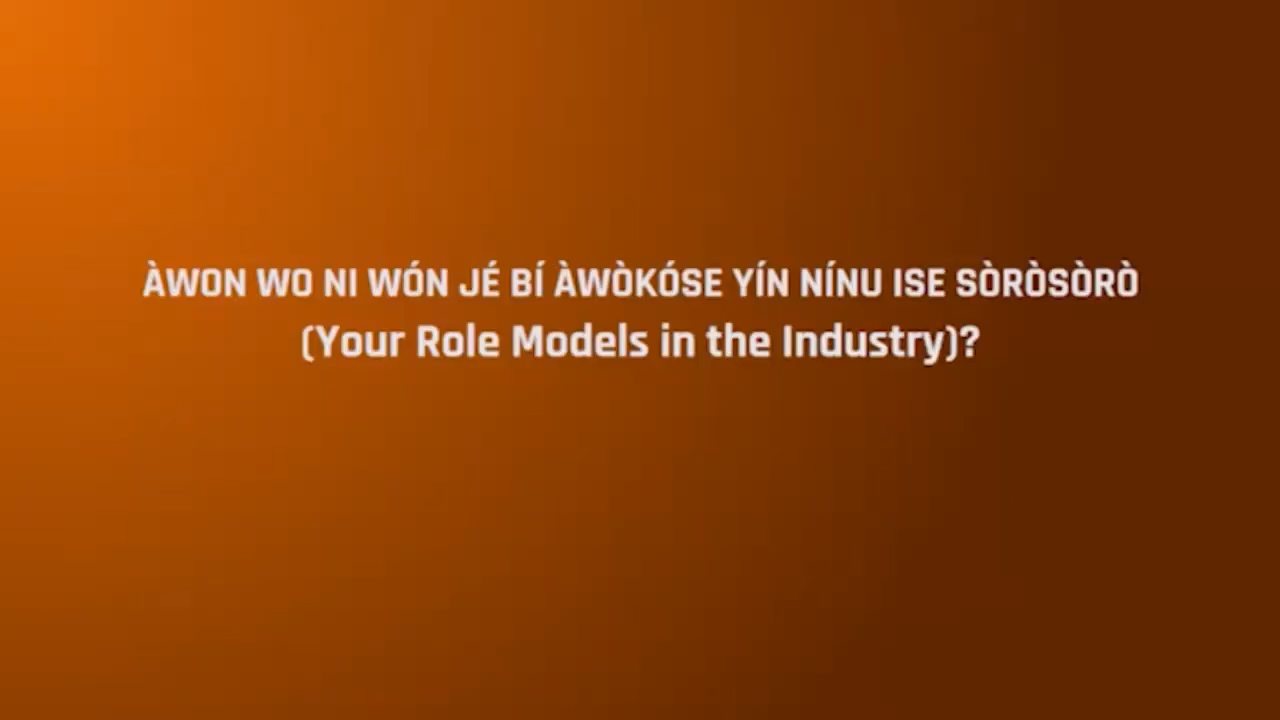 ÀWON WO NI WÓN JÉ BÍ ÀWÒKÓSE YÍN NÍNU ISE SÒRÒSÒRÒ
(Your Role Models in the Industry)?